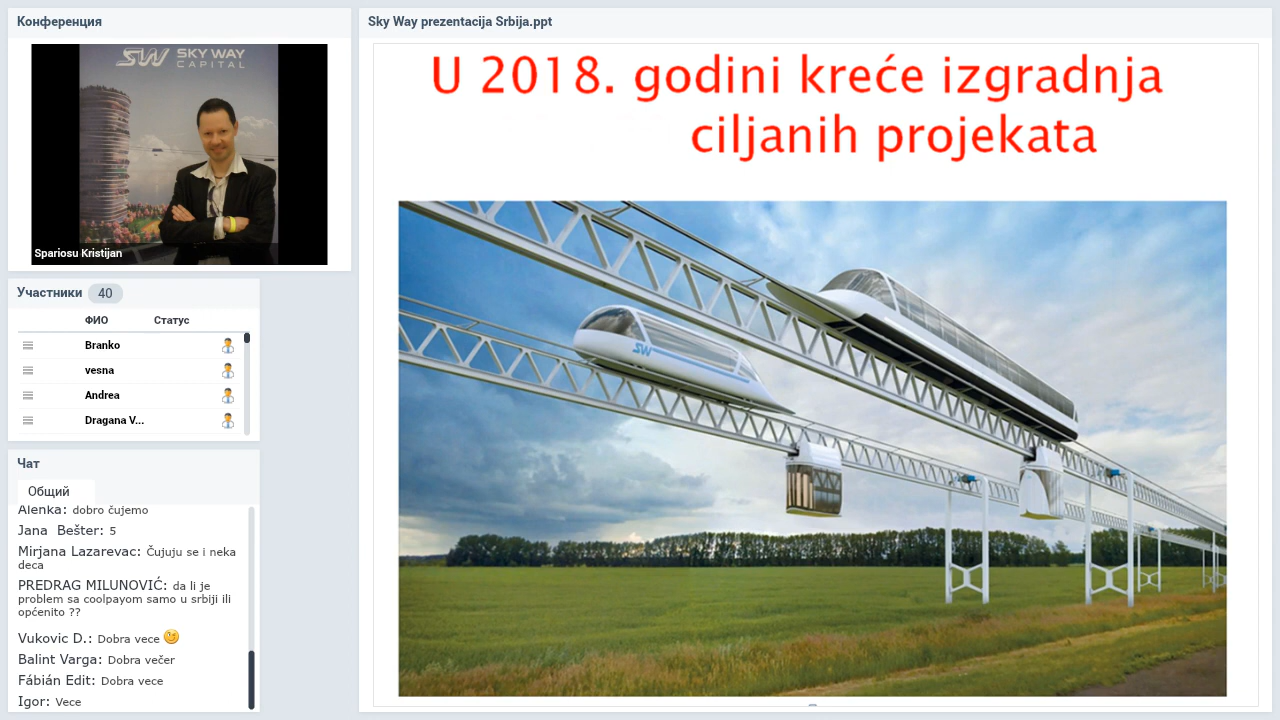 Конференция
SW SKY WAY
CAPITAL
Spariosu Kristijan
Участники 40
ФИО Статус
Branko
vesna
Andrea
Dragana V...
Чат
Общий
Alenka: dobro čujemo
Jana Bešter: 5
Mirjana Lazarevac: Čujuju se i neka
deca
PREDRAG MILUNOVIĆ: da li je
problem sa coolpayom samo u srbiji ili
općenito ??
Vukovic D.: Dobra vece
Balint Varga: Dobra večer
Fábián Edit: Dobra vece
Igor: Vece
Sky Way prezentacija Srbija.ppt
U 2018. godini kreće izgradnja
ciljanih projekata
SW